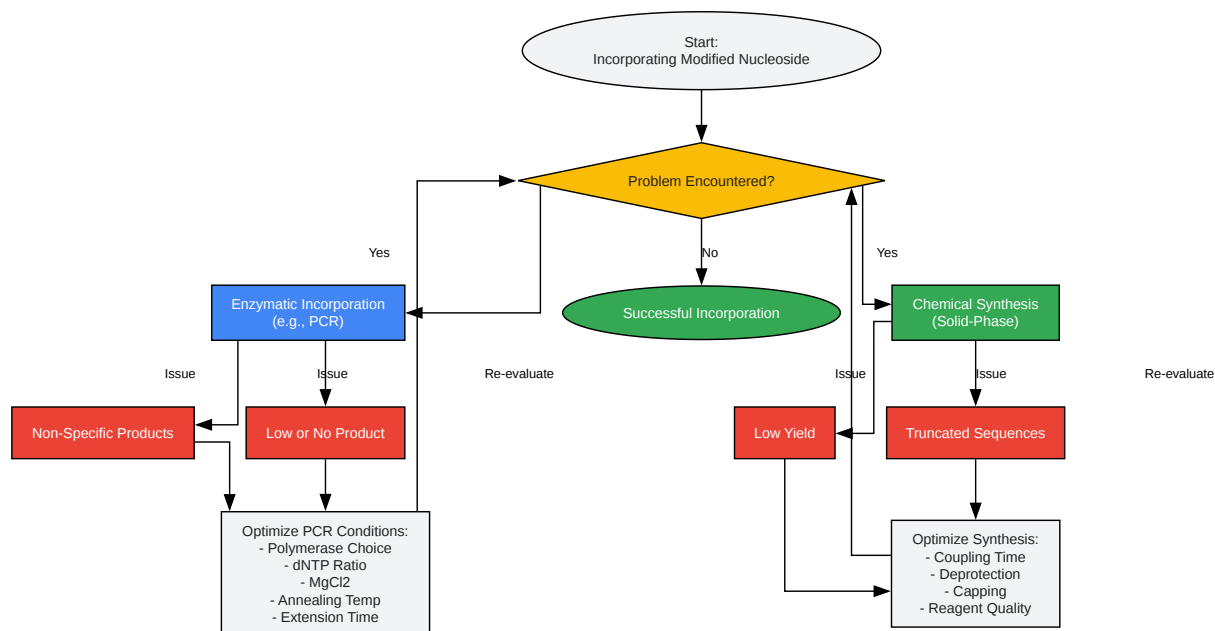 Start:
Incorporating Modified Nucleoside
Problem Encountered?
Yes
No
Yes
Enzymatic Incorporation
(e.g., PCR)
Successful Incorporation
Chemical Synthesis
(Solid-Phase)
Issue
Issue
Re-evaluate
Issue
Issue
Re-evaluate
Non-Specific Products
Low or No Product
Low Yield
Truncated Sequences
Optimize PCR Conditions:
- Polymerase Choice
- dNTP Ratio
- MgCl2
- Annealing Temp
- Extension Time
Optimize Synthesis:
- Coupling Time
- Deprotection
- Capping
- Reagent Quality